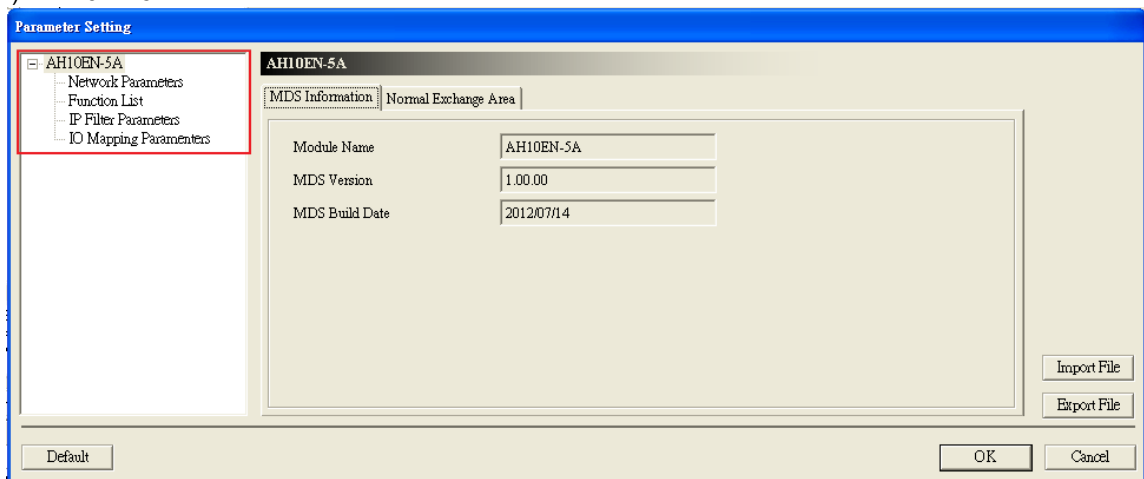 Parameter Setting
AH10EN-5A
Network Parameters
Function List
IP Filter Parameters
IO Mapping Paramenters
AH10EN-5A
MDS Information Normal Exchange Area
Module Name AH10EN-5A
MDS Version 1.00.00
MDS Build Date 2012/07/14
Import File
Export File
Default OK Cancel